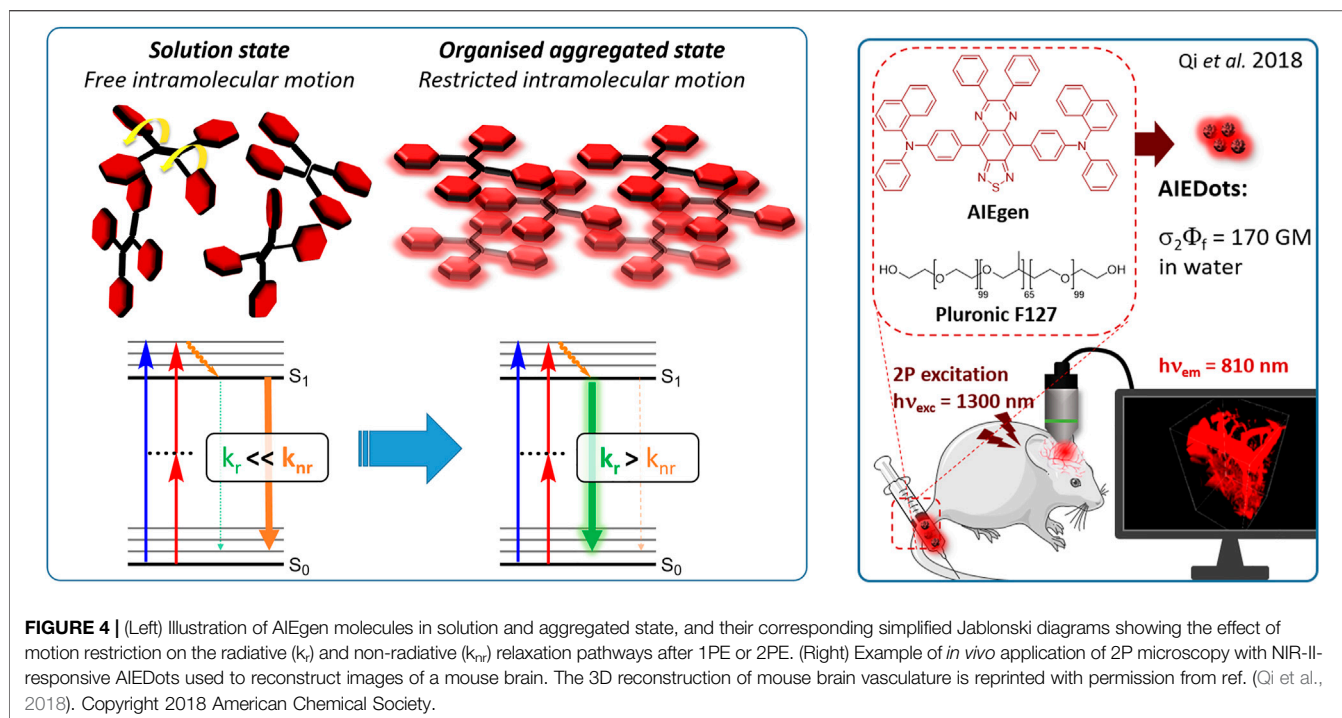 Solution state
Free intramolecular motion
Organised aggregated state
Restricted intramolecular motion
S1
kr << knr
S0
S1
kr > knr
S0
Qi et al. 2018
N
N
N
N
N
N
S
AIEgen
AIEDots:
σ2Φf = 170 GM
in water
HO
O
99
O
65
O
99
OH
Pluronic F127
2P excitation
hνexc = 1300 nm
hνem = 810 nm
FIGURE 4 | (Left) Illustration of AIEgen molecules in solution and aggregated state, and their corresponding simplified Jablonski diagrams showing the effect of
motion restriction on the radiative (kr) and non-radiative (knr) relaxation pathways after 1PE or 2PE. (Right) Example of in vivo application of 2P microscopy with NIR-II-
responsive AIEDots used to reconstruct images of a mouse brain. The 3D reconstruction of mouse brain vasculature is reprinted with permission from ref. (Qi et al.,
2018). Copyright 2018 American Chemical Society.